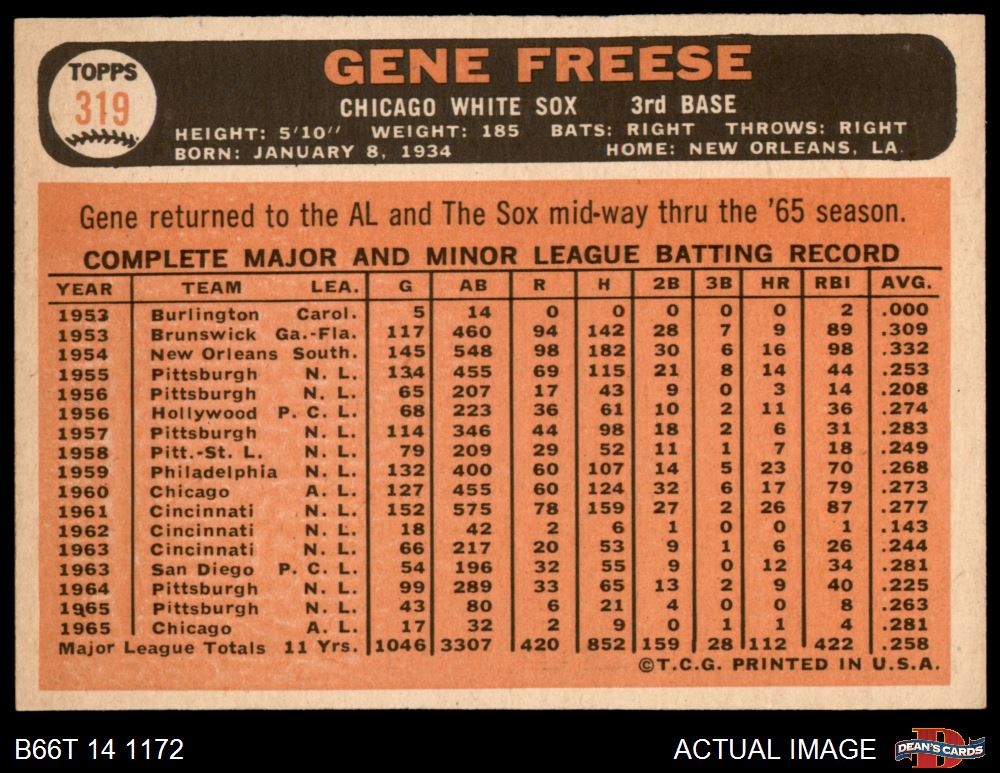 TOPPS
319
GENE FREESE
CHICAGO WHITE SOX 3rd BASE
HEIGHT: 5'10" WEIGHT: 185 BATS: RIGHT THROWS: RIGHT
BORN: JANUARY 8, 1934 HOME: NEW ORLEANS, LA.
Gene returned to the AL and The Sox mid-way thru the '65 season.
COMPLETE MAJOR AND MINOR LEAGUE BATTING RECORD
YEAR TEAM LEA. G AB R H 2B 3B HR RBI AVG.
1953 Burlington Carol. 5 14 0 0 0 0 0 2 .000
1953 Brunswick Ga.-Fla. 117 460 94 142 28 7 9 89 .309
1954 New Orleans South. 145 548 98 182 30 6 16 98 .332
1955 Pittsburgh N. L. 134 455 69 115 21 8 14 44 .253
1956 Pittsburgh N. L. 65 207 17 43 9 0 3 14 .208
1956 Hollywood P. C. L. 68 223 36 61 10 2 11 36 .274
1957 Pittsburgh N. L. 114 346 44 98 18 2 6 31 .283
1958 Pitt.-St. L. N. L. 79 209 29 52 11 1 7 18 .249
1959 Philadelphia N. L. 132 400 60 107 14 5 23 70 .268
1960 Chicago A. L. 127 455 60 124 32 6 17 79 .273
1961 Cincinnati N. L. 152 575 78 159 27 2 26 87 .277
1962 Cincinnati N. L. 18 42 2 6 1 0 0 1 .143
1963 Cincinnati N. L. 66 217 20 53 9 1 6 26 .244
1963 San Diego P. C. L. 54 196 32 55 9 0 12 34 .281
1964 Pittsburgh N. L. 99 289 33 65 13 2 9 40 .225
1965 Pittsburgh N. L. 43 80 6 21 4 0 0 8 .263
1965 Chicago A. L. 17 32 2 9 0 1 1 4 .281
Major League Totals 11 Yrs. 1046 3307 420 852 159 28 112 422 .258
©T.C.G. PRINTED IN U.S.A.
B66T 14 1172 ACTUAL IMAGE DEAN'S CARDS